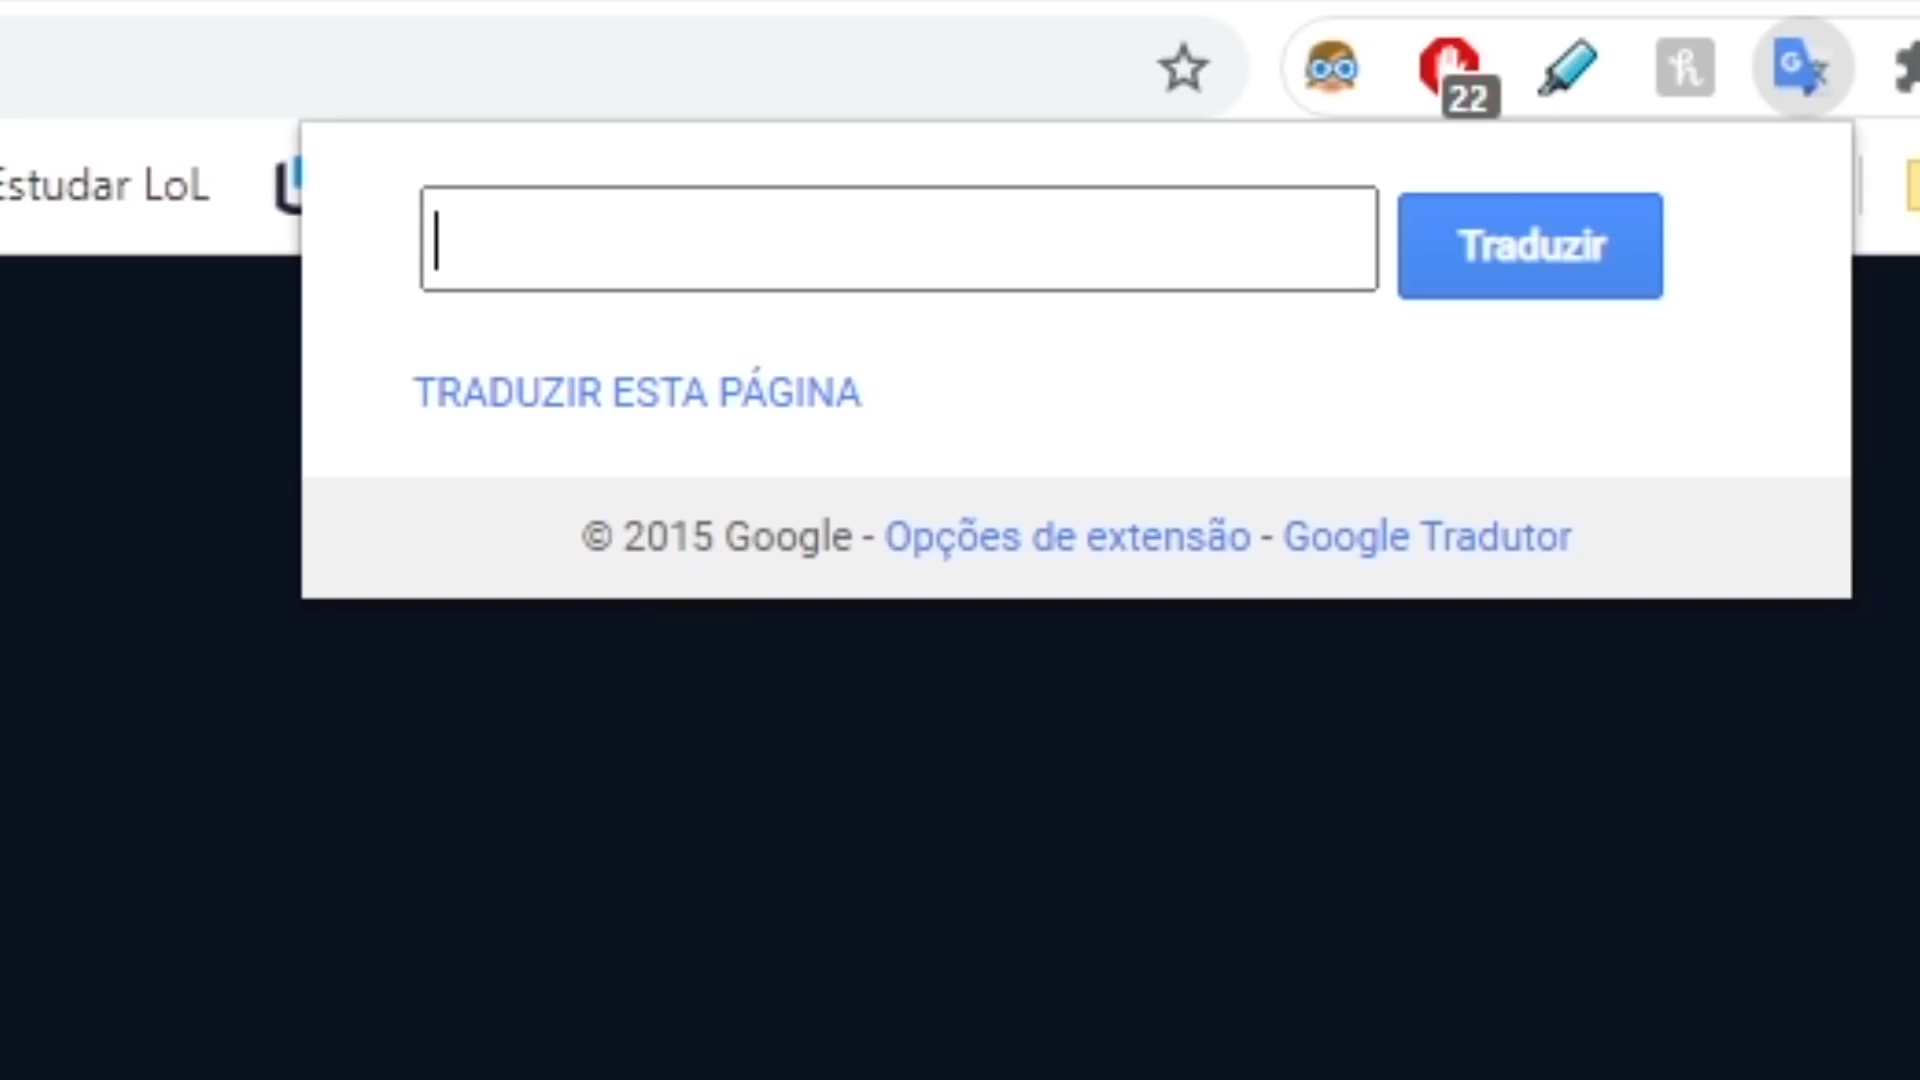 22
Estudar LoL
Traduzir
TRADUZIR ESTA PÁGINA
© 2015 Google - Opções de extensão - Google Tradutor